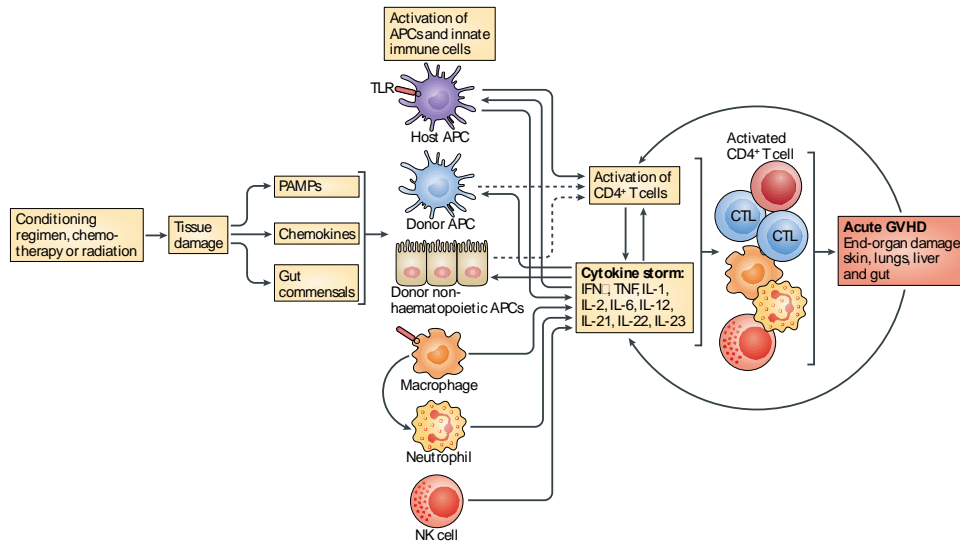 Activation of
APCs and innate
immune cells
TLR
Host APC
Donor APC
Donor non-
haematopoietic APCs
Macrophage
Neutrophil
NK cell
Conditioning
regimen, chemo-
therapy or radiation
Tissue
damage
PAMPs
Chemokines
Gut
commensals
Activation of
CD4⁺ T cells
Cytokine storm:
IFN□, TNF, IL-1,
IL-2, IL-6, IL-12,
IL-21, IL-22, IL-23
Activated
CD4⁺ T cell
CTL
CTL
Acute GVHD
End-organ damage
skin, lungs, liver
and gut